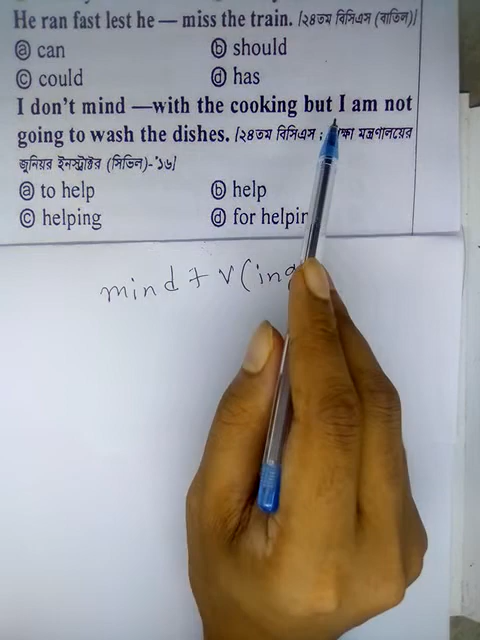 He ran fast lest he — miss the train. [২৪তম বিসিএস (বাতিল)]
ⓐ can ⓑ should
ⓒ could ⓓ has
I don't mind —with the cooking but I am not
going to wash the dishes. [২৪তম বিসিএস ; মন্ত্রণালয়ের
জুনিয়র ইনস্ট্রাক্টর (সিভিল)-'১৬]
ⓐ to help ⓑ help
ⓒ helping ⓓ for
mind + V(ing